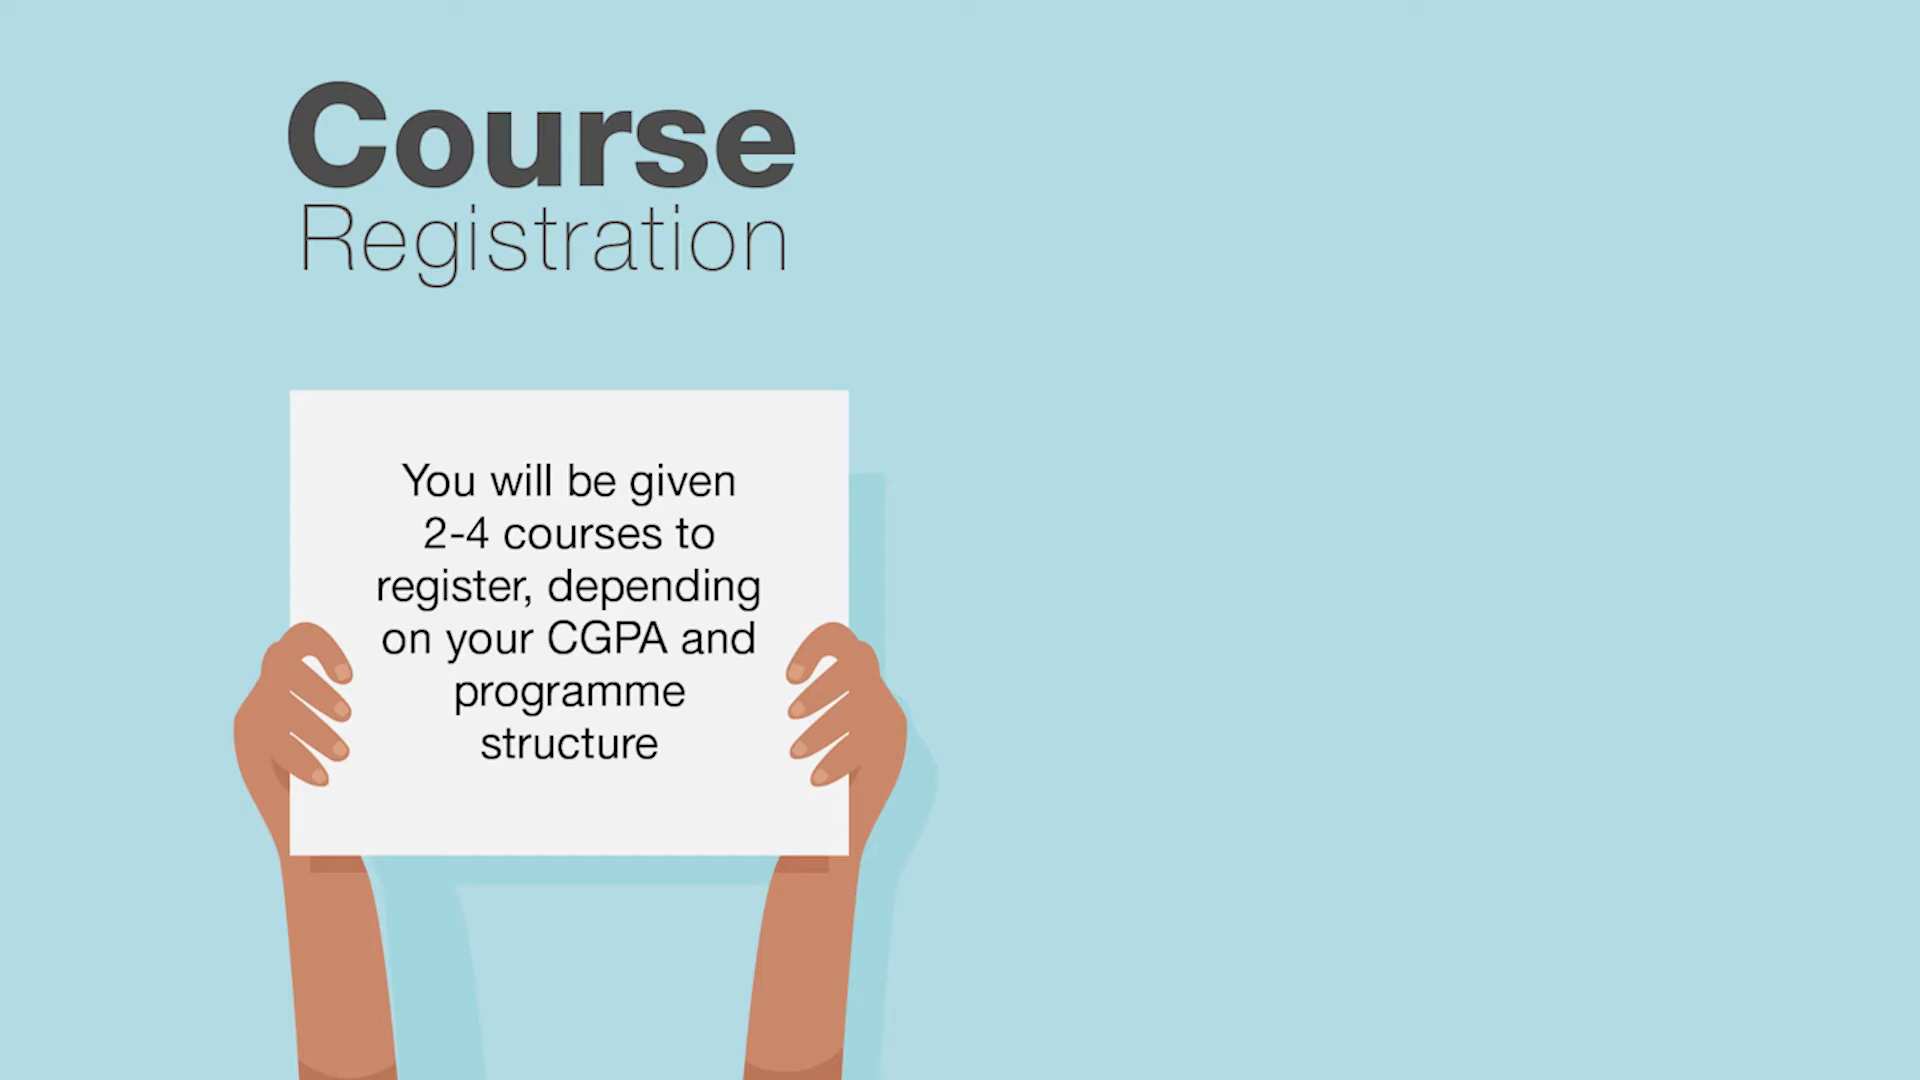 Course
Registration
You will be given
2-4 courses to
register, depending
on your CGPA and
programme
structure